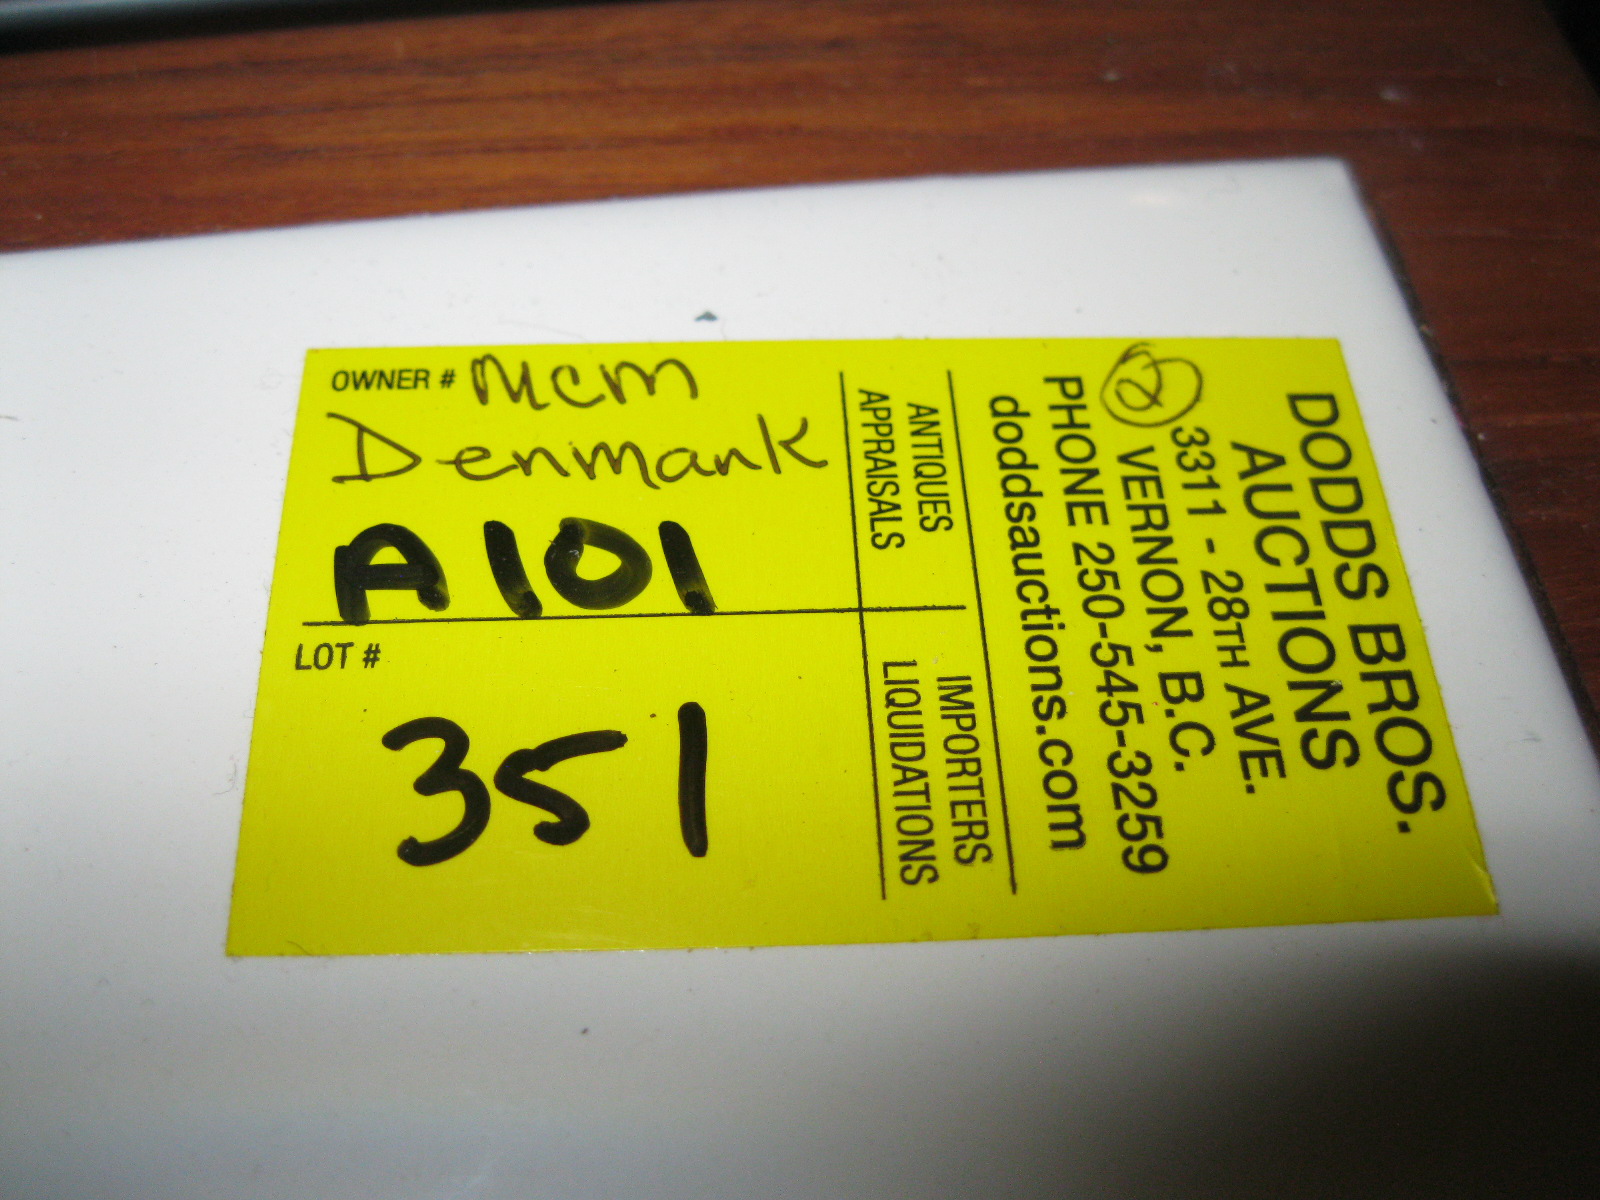 OWNER # MCM
Denmark
A101
LOT #
351
DODDS BROS.
AUCTIONS
3311 - 28TH AVE.
VERNON, B.C.
PHONE 250-545-3259
doddsauctions.com
ANTIQUES
APPRAISALS
IMPORTERS
LIQUIDATIONS